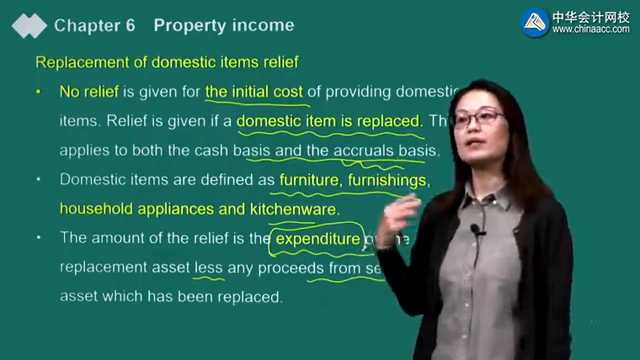 Chapter 6 Property income
中华会计网校
www.chinaacc.com
Replacement of domestic items relief
• No relief is given for the initial cost of providing domestic
items. Relief is given if a domestic item is replaced.
applies to both the cash basis and the accruals basis.
• Domestic items are defined as furniture, furnishings,
household appliances and kitchenware.
• The amount of the relief is the expenditure
replacement asset less any proceeds from
asset which has been replaced.